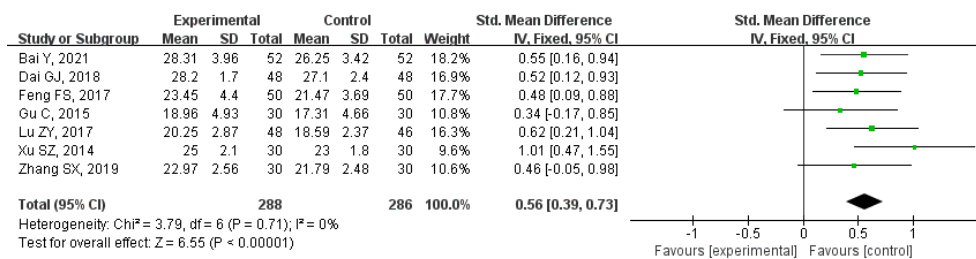 Experimental Control Std. Mean Difference Std. Mean Difference
Study or Subgroup Mean SD Total Mean SD Total Weight IV, Fixed, 95% CI IV, Fixed, 95% CI
Bai Y, 2021 28.31 3.96 52 26.25 3.42 52 18.2% 0.55 [0.16, 0.94]
Dai GJ, 2018 28.2 1.7 48 27.1 2.4 48 16.9% 0.52 [0.12, 0.93]
Feng FS, 2017 23.45 4.4 50 21.47 3.69 50 17.7% 0.48 [0.09, 0.88]
Gu C, 2015 18.96 4.93 30 17.31 4.66 30 10.8% 0.34 [-0.17, 0.85]
Lu ZY, 2017 20.25 2.87 48 18.59 2.37 46 16.3% 0.62 [0.21, 1.04]
Xu SZ, 2014 25 2.1 30 23 1.8 30 9.6% 1.01 [0.47, 1.55]
Zhang SX, 2019 22.97 2.56 30 21.79 2.48 30 10.6% 0.46 [-0.05, 0.98]
Total (95% CI) 288 286 100.0% 0.56 [0.39, 0.73]
Heterogeneity: Chi² = 3.79, df = 6 (P = 0.71); I² = 0%
Test for overall effect: Z = 6.55 (P < 0.00001)
-1 -0.5 0 0.5 1
Favours [experimental] Favours [control]